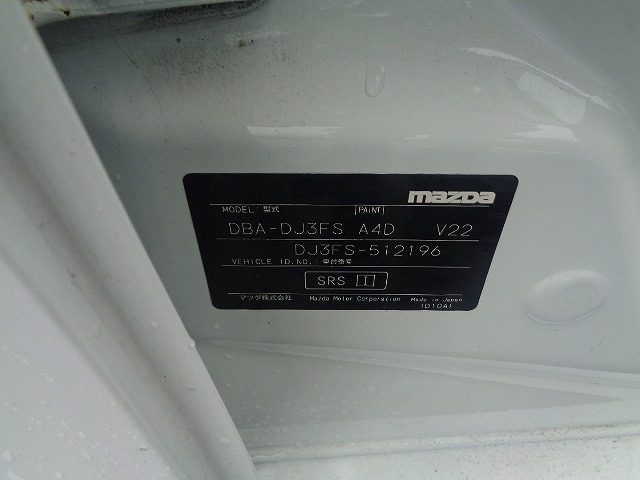 mazda
MODEL. 型式 PAINT
DBA-DJ3FS A4D V22
DJ3FS-512196
VEHICLE ID.NO. 車台番号
SRS I
マツダ株式会社 Mazda Motor Corporation Made in Japan
(D10A)